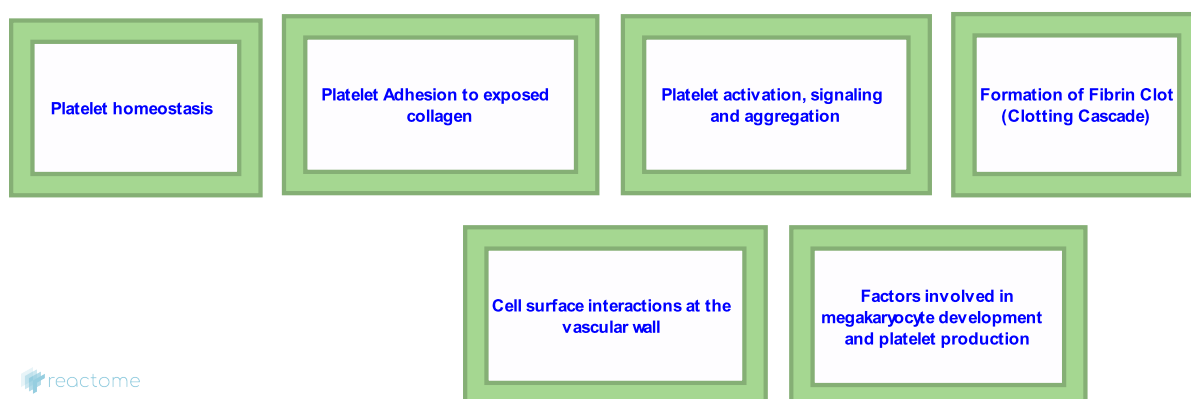 Platelet homeostasis
Platelet Adhesion to exposed
collagen
Platelet activation, signaling
and aggregation
Formation of Fibrin Clot
(Clotting Cascade)
Cell surface interactions at the
vascular wall
Factors involved in
megakaryocyte development
and platelet production
reactome